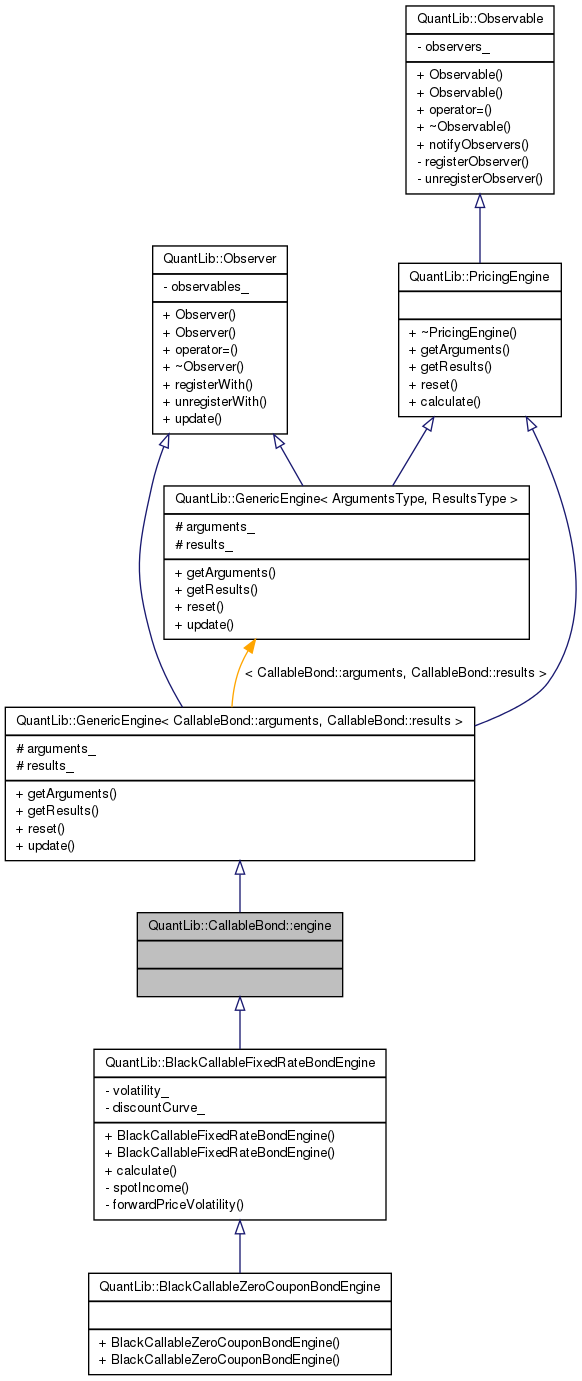 QuantLib::Observable
- observers_
+ Observable()
+ Observable()
+ operator=()
+ ~Observable()
+ notifyObservers()
- registerObserver()
- unregisterObserver()
QuantLib::Observer
- observables_
+ Observer()
+ Observer()
+ operator=()
+ ~Observer()
+ registerWith()
+ unregisterWith()
+ update()
QuantLib::PricingEngine
+ ~PricingEngine()
+ getArguments()
+ getResults()
+ reset()
+ calculate()
QuantLib::GenericEngine< ArgumentsType, ResultsType >
# arguments_
# results_
+ getArguments()
+ getResults()
+ reset()
+ update()
< CallableBond::arguments, CallableBond::results >
QuantLib::GenericEngine< CallableBond::arguments, CallableBond::results >
# arguments_
# results_
+ getArguments()
+ getResults()
+ reset()
+ update()
QuantLib::CallableBond::engine
QuantLib::BlackCallableFixedRateBondEngine
- volatility_
- discountCurve_
+ BlackCallableFixedRateBondEngine()
+ BlackCallableFixedRateBondEngine()
+ calculate()
- spotIncome()
- forwardPriceVolatility()
QuantLib::BlackCallableZeroCouponBondEngine
+ BlackCallableZeroCouponBondEngine()
+ BlackCallableZeroCouponBondEngine()